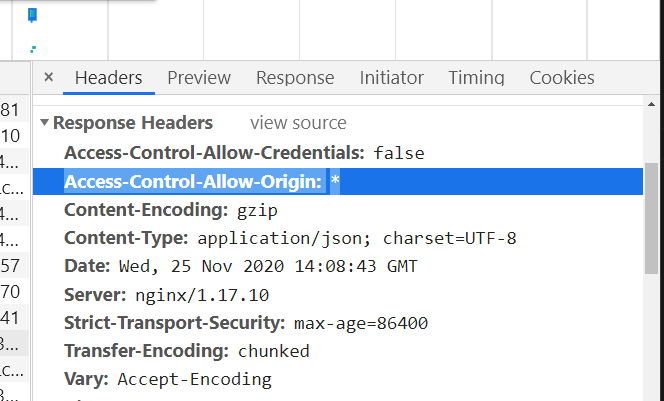 × Headers Preview Response Initiator Timing Cookies
Response Headers view source
Access-Control-Allow-Credentials: false
Access-Control-Allow-Origin: *
Content-Encoding: gzip
Content-Type: application/json; charset=UTF-8
Date: Wed, 25 Nov 2020 14:08:43 GMT
Server: nginx/1.17.10
Strict-Transport-Security: max-age=86400
Transfer-Encoding: chunked
Vary: Accept-Encoding
81
10
4...
.c...
4...
4...
57
70
41
3...
.c...
3...